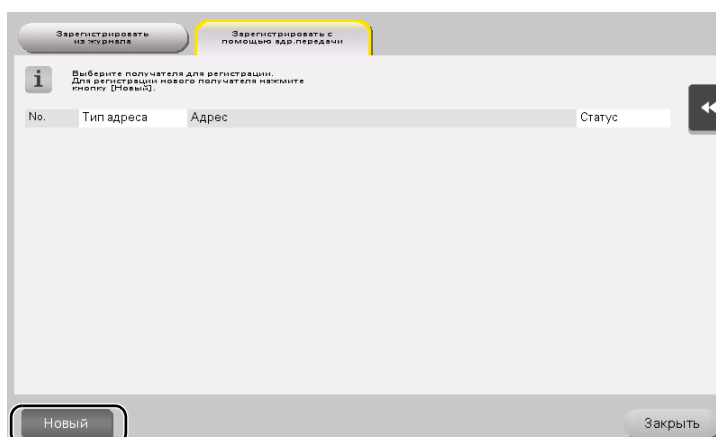 Зарегистрировать
из журнала
Зарегистрировать с
помощью адр.передачи
i
Выберите получателя для регистрации.
Для регистрации нового получателя нажмите
кнопку [Новый].
No. Тип адреса Адрес Статус
Новый
Закрыть